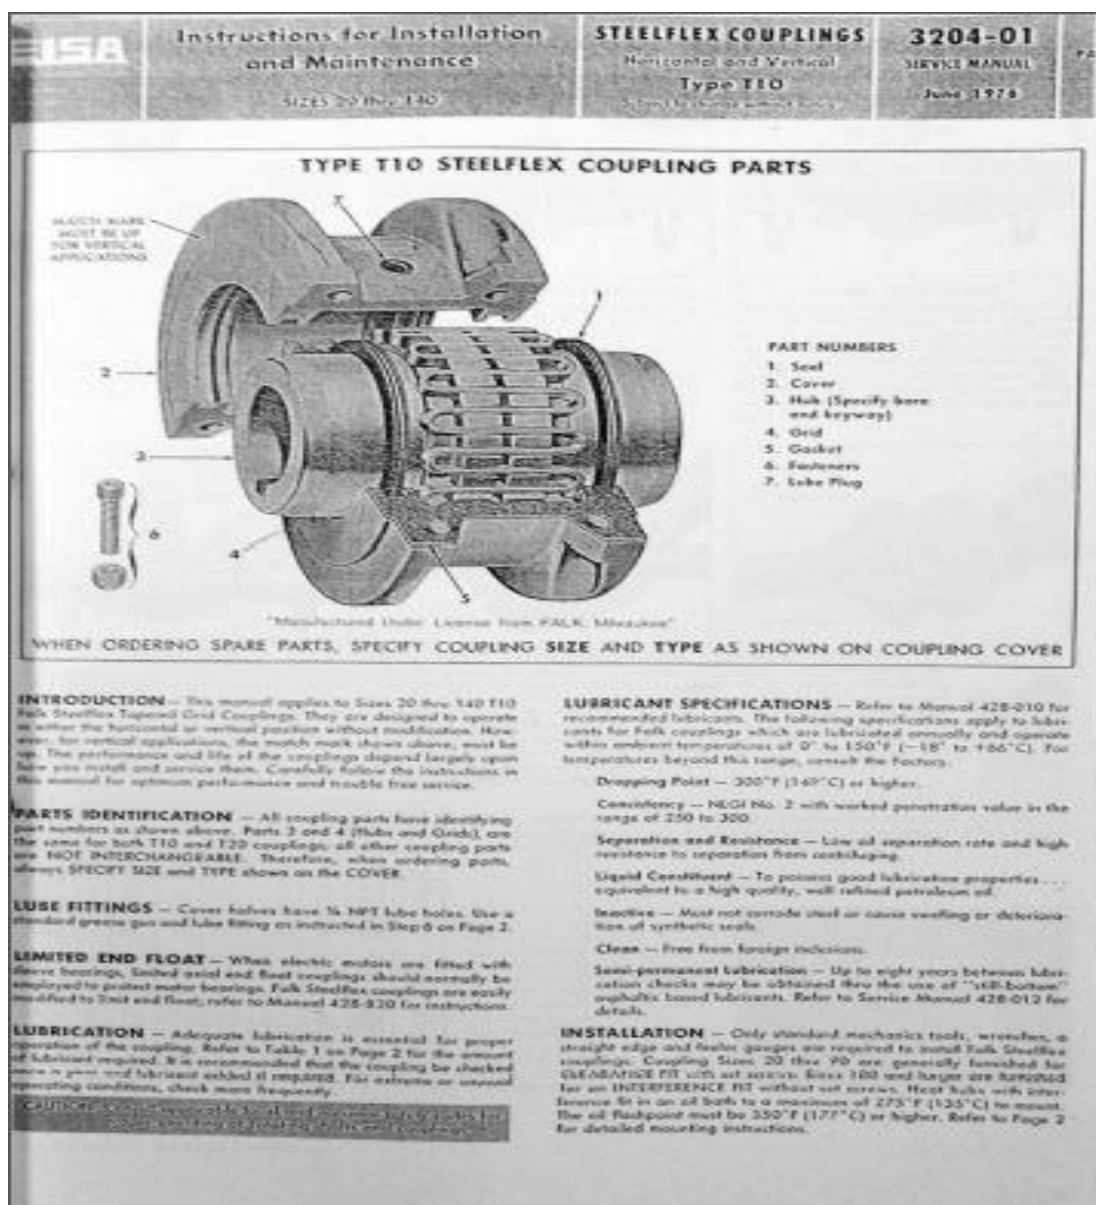 EISA
Instructions for Installation
and Maintenance
SIZES 20 thru 140
STEELFLEX COUPLINGS
Horizontal and Vertical
Type T10
Subject to change without notice
3204-01
SERVICE MANUAL
June 1976
PA
TYPE T10 STEELFLEX COUPLING PARTS
MATCH MARK
MUST BE UP
FOR VERTICAL
APPLICATIONS
7
1
2
3
4
5
6
PART NUMBERS
1. Seal
2. Cover
3. Hub (Specify bore
and keyway)
4. Grid
5. Gasket
6. Fasteners
7. Lube Plug
"Manufactured Under License from FALK, Milwaukee"
WHEN ORDERING SPARE PARTS, SPECIFY COUPLING SIZE AND TYPE AS SHOWN ON COUPLING COVER
INTRODUCTION — This manual applies to Sizes 20 thru 140 T10
Falk Steelflex Tapered Grid Couplings. They are designed to operate
in either the horizontal or vertical position without modification. How-
ever, for vertical applications, the match mark shown above, must be
up. The performance and life of the couplings depend largely upon
how you install and service them. Carefully follow the instructions in
this manual for optimum performance and trouble free service.
PARTS IDENTIFICATION — All coupling parts have identifying
part numbers as shown above. Parts 3 and 4 (Hubs and Grids), are
the same for both T10 and T20 couplings, all other coupling parts
are NOT INTERCHANGEABLE. Therefore, when ordering parts,
always SPECIFY SIZE and TYPE shown on the COVER.
LUBE FITTINGS — Cover halves have ⅛ NPT lube holes. Use a
standard grease gun and lube fitting as instructed in Step 6 on Page 2.
LIMITED END FLOAT — When electric motors are fitted with
sleeve bearings, limited axial end float couplings should normally be
employed to protect motor bearings. Falk Steelflex couplings are easily
modified to limit end float; refer to Manual 428-820 for instructions.
LUBRICATION — Adequate lubrication is essential for proper
operation of the coupling. Refer to Table 1 on Page 2 for the amount
of lubricant required. It is recommended that the coupling be checked
once a year and lubricant added if required. For extreme or unusual
operating conditions, check more frequently.
CAUTION: Consult applicable local and national safety codes for
LUBRICANT SPECIFICATIONS — Refer to Manual 428-010 for
recommended lubricants. The following specifications apply to lubri-
cants for Falk couplings which are lubricated annually and operate
within ambient temperatures of 0° to 150°F (−18° to +66°C). For
temperatures beyond this range, consult the Factory.
Dropping Point — 300°F (149°C) or higher.
Consistency — NLGI No. 2 with worked penetration value in the
range of 250 to 300.
Separation and Resistance — Low oil separation rate and high
resistance to separation from centrifuging.
Liquid Constituent — To possess good lubrication properties . . .
equivalent to a high quality, well refined petroleum oil.
Inactive — Must not corrode steel or cause swelling or deteriora-
tion of synthetic seals.
Clean — Free from foreign inclusions.
Semi-permanent Lubrication — Up to eight years between lubri-
cation checks may be obtained thru the use of "still-bottom"
asphaltic based lubricants. Refer to Service Manual 428-012 for
details.
INSTALLATION — Only standard mechanics tools, wrenches, a
straight edge and feeler gauges are required to install Falk Steelflex
couplings. Coupling Sizes 20 thru 90 are generally furnished for
CLEARANCE FIT with set screws. Sizes 100 and larger are furnished
for an INTERFERENCE FIT without set screws. Heat hubs with inter-
ference fit in an oil bath to a maximum of 275°F (135°C) to mount.
The oil flashpoint must be 350°F (177°C) or higher. Refer to Page 2
for detailed mounting instructions.